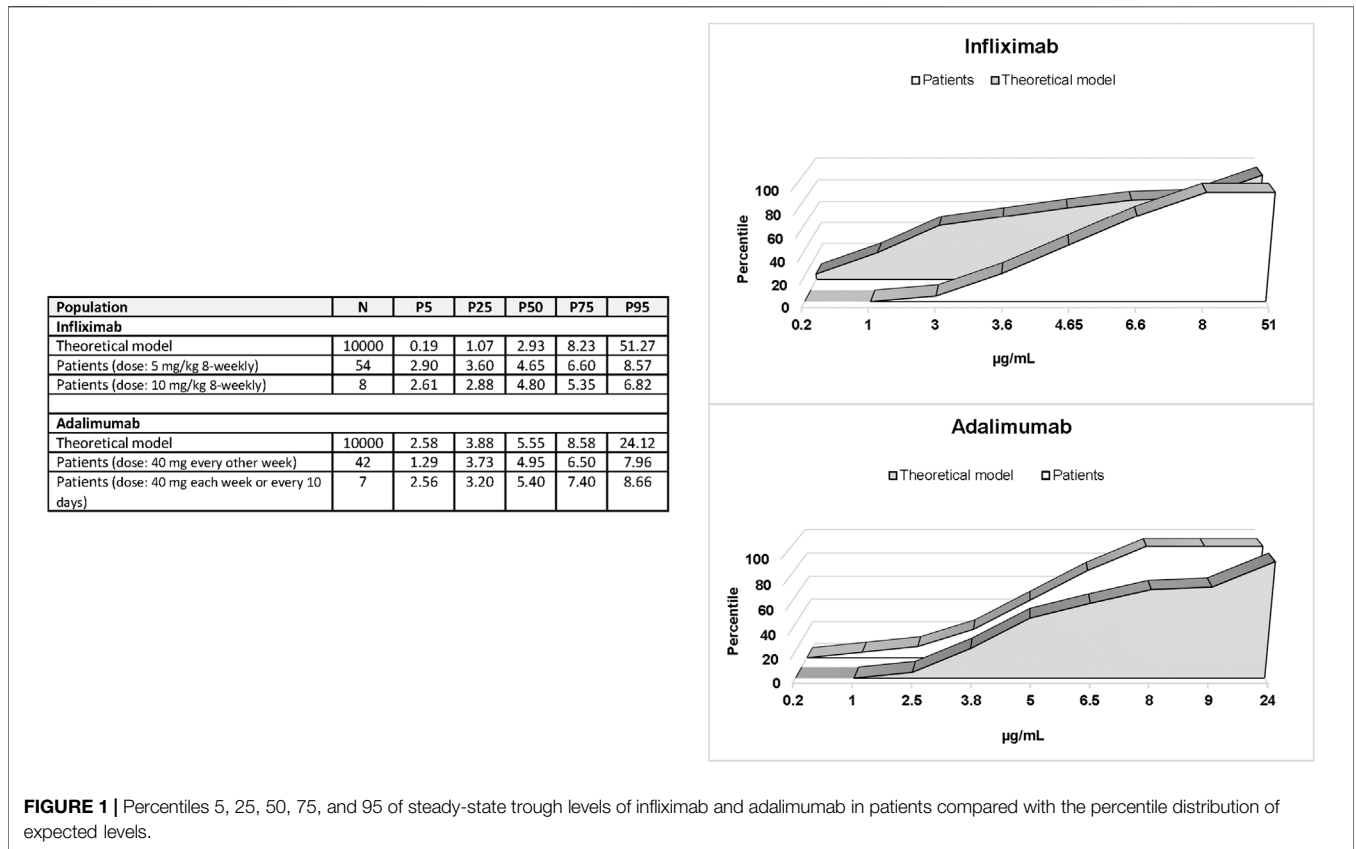 Population N P5 P25 P50 P75 P95
Infliximab
Theoretical model 10000 0.19 1.07 2.93 8.23 51.27
Patients (dose: 5 mg/kg 8-weekly) 54 2.90 3.60 4.65 6.60 8.57
Patients (dose: 10 mg/kg 8-weekly) 8 2.61 2.88 4.80 5.35 6.82
Adalimumab
Theoretical model 10000 2.58 3.88 5.55 8.58 24.12
Patients (dose: 40 mg every other week) 42 1.29 3.73 4.95 6.50 7.96
Patients (dose: 40 mg each week or every 10 7 2.56 3.20 5.40 7.40 8.66
days)
Infliximab
Patients Theoretical model
100
80
60
40
20
0
Percentile
0.2 1 3 3.6 4.65 6.6 8 51
µg/mL
Adalimumab
Theoretical model Patients
100
80
60
40
20
0
Percentile
0.2 1 2.5 3.8 5 6.5 8 9 24
µg/mL
FIGURE 1 | Percentiles 5, 25, 50, 75, and 95 of steady-state trough levels of infliximab and adalimumab in patients compared with the percentile distribution of
expected levels.